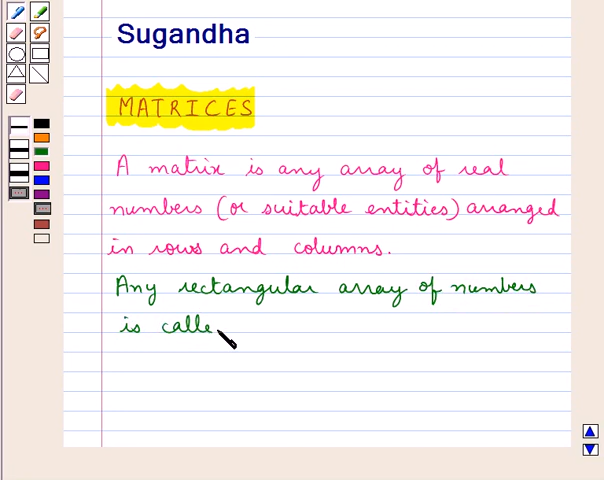 Sugandha
MATRICES
A matrix is any array of real
numbers (or suitable entities) arranged
in rows and columns.
Any rectangular array of numbers
is calle